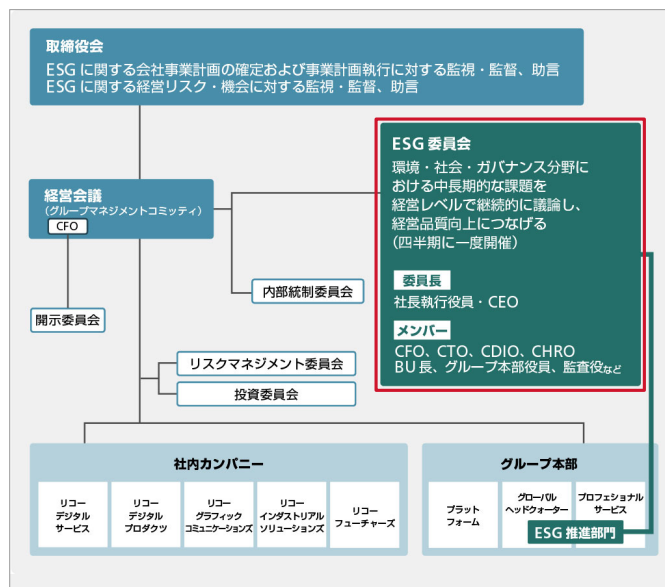 取締役会
ESGに関する会社事業計画の確定および事業計画執行に対する監視・監督、助言
ESGに関する経営リスク・機会に対する監視・監督、助言
ESG委員会
環境・社会・ガバナンス分野に
おける中長期的な課題を
経営レベルで継続的に議論し、
経営品質向上につなげる
(四半期に一度開催)
委員長
社長執行役員・CEO
メンバー
CFO、CTO、CDIO、CHRO
BU長、グループ本部役員、監査役など
経営会議
(グループマネジメントコミッティ)
CFO
内部統制委員会
開示委員会
リスクマネジメント委員会
投資委員会
社内カンパニー
リコー
デジタル
サービス
リコー
デジタル
プロダクツ
リコー
グラフィック
コミュニケーションズ
リコー
インダストリアル
ソリューションズ
リコー
フューチャーズ
グループ本部
プラット
フォーム
グローバル
ヘッドクォーター
プロフェショナル
サービス
ESG推進部門